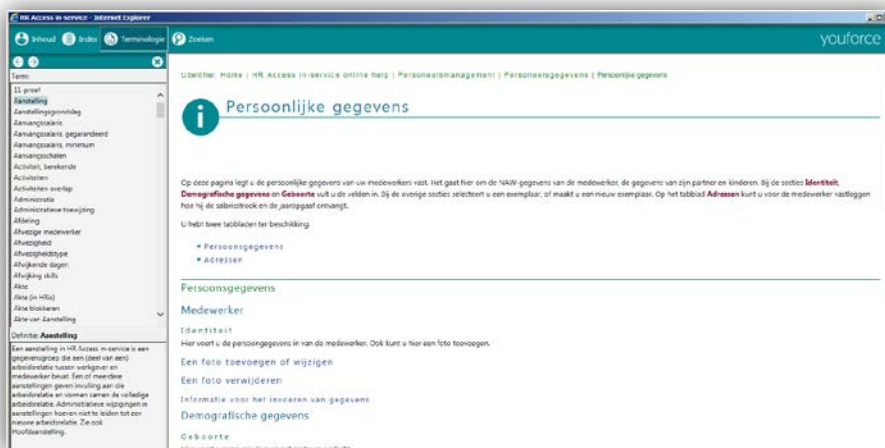 HR Access in-service - Internet Explorer
Inhoud Index Terminologie Zoeken
youforce
Term:
11-proef
Aanstelling
Aanstellingsgrondslag
Aanvangssalaris
Aanvangssalaris, gegarandeerd
Aanvangssalaris, minimum
Aanvangsschalen
Activiteit, berekende
Activiteiten
Activiteiten overlap
Administratie
Administratieve toewijzing
Afdeling
Afwezige medewerker
Afwezigheid
Afwezigheidstype
Afwijkende dagen
Afwijking skills
Akte
Akte (in HRa)
Akte blokkeren
Akte van Aanstelling
Definitie: Aanstelling
Een aanstelling in HR Access in-service is een
gegevensgroep die een (deel van een)
arbeidsrelatie tussen werkgever en
medewerker bevat. Een of meerdere
aanstellingen geven invulling aan die
arbeidsrelatie en vormen samen de volledige
arbeidsrelatie. Administratieve wijzigingen in
aanstellingen hoeven niet te leiden tot een
nieuwe arbeidsrelatie. Zie ook
Hoofdaanstelling.
U bent hier: Home | HR Access in-service online help | Personeelsmanagement | Personeelsgegevens | Persoonlijke gegevens
Persoonlijke gegevens
Op deze pagina legt u de persoonlijke gegevens van uw medewerkers vast. Het gaat hier om de NAW-gegevens van de medewerker, de gegevens van zijn partner en kinderen. Bij de secties Identiteit,
Demografische gegevens en Geboorte vult u de velden in. Bij de overige secties selecteert u een exemplaar, of maakt u een nieuw exemplaar. Op het tabblad Adressen kunt u voor de medewerker vastleggen
hoe hij de salarisstrook en de jaaropgaaf ontvangt.
U hebt twee tabbladen ter beschikking.
Persoonsgegevens
Adressen
Persoonsgegevens
Medewerker
Identiteit
Hier voert u de persoongegevens in van de medewerker. Ook kunt u hier een foto toevoegen.
Een foto toevoegen of wijzigen
Een foto verwijderen
Informatie voor het invoeren van gegevens
Demografische gegevens
Geboorte